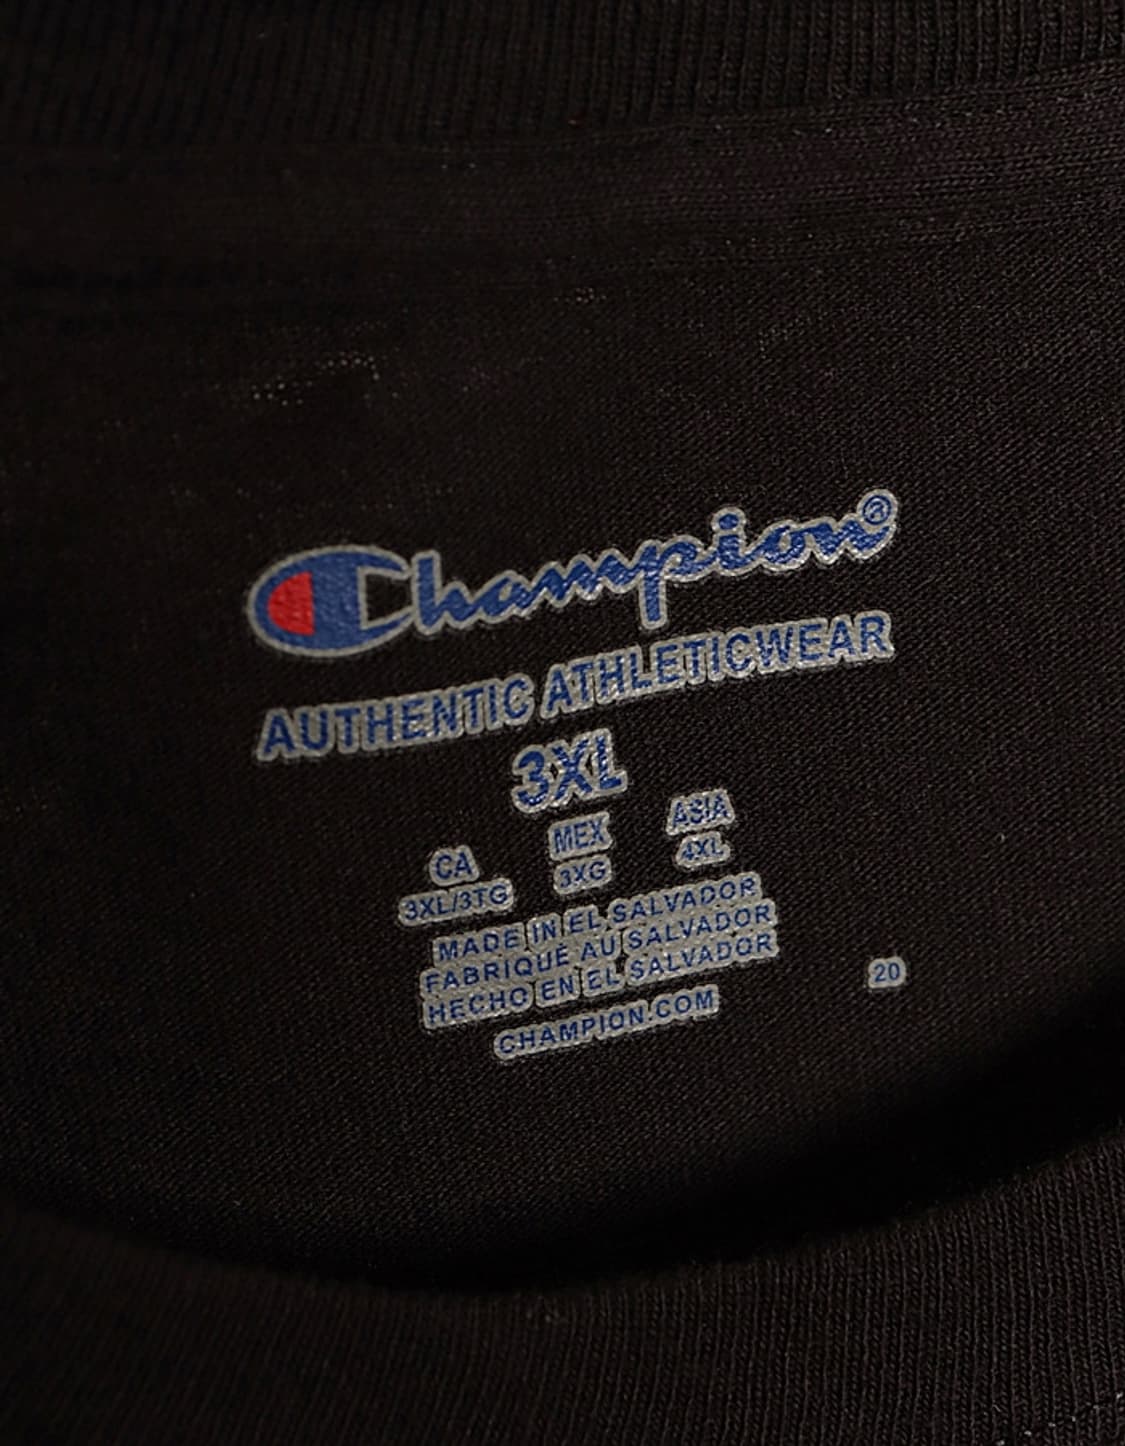 Champion®
AUTHENTIC ATHLETICWEAR
3XL
CA MEX ASIA
3XL/3TG 3XG 4XL
MADE IN EL SALVADOR
FABRIQUÉ AU SALVADOR
HECHO EN EL SALVADOR
20
CHAMPION.COM